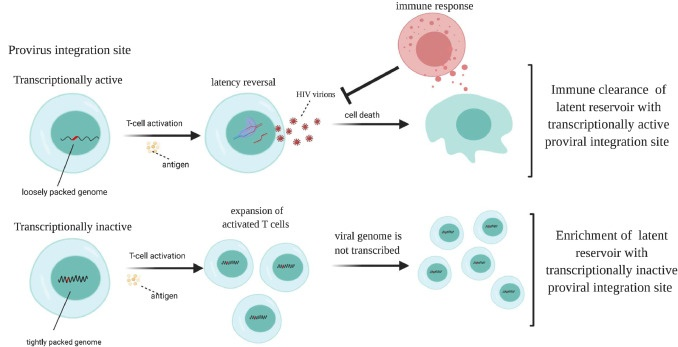 immune response
Provirus integration site
Transcriptionally active
latency reversal
HIV virions
T-cell activation
cell death
antigen
loosely packed genome
Immune clearance of
latent reservoir with
transcriptionally active
proviral integration site
Transcriptionally inactive
expansion of
activated T cells
T-cell activation
viral genome is
not transcribed
antigen
tightly packed genome
Enrichment of latent
reservoir with
transcriptionally inactive
proviral integration site